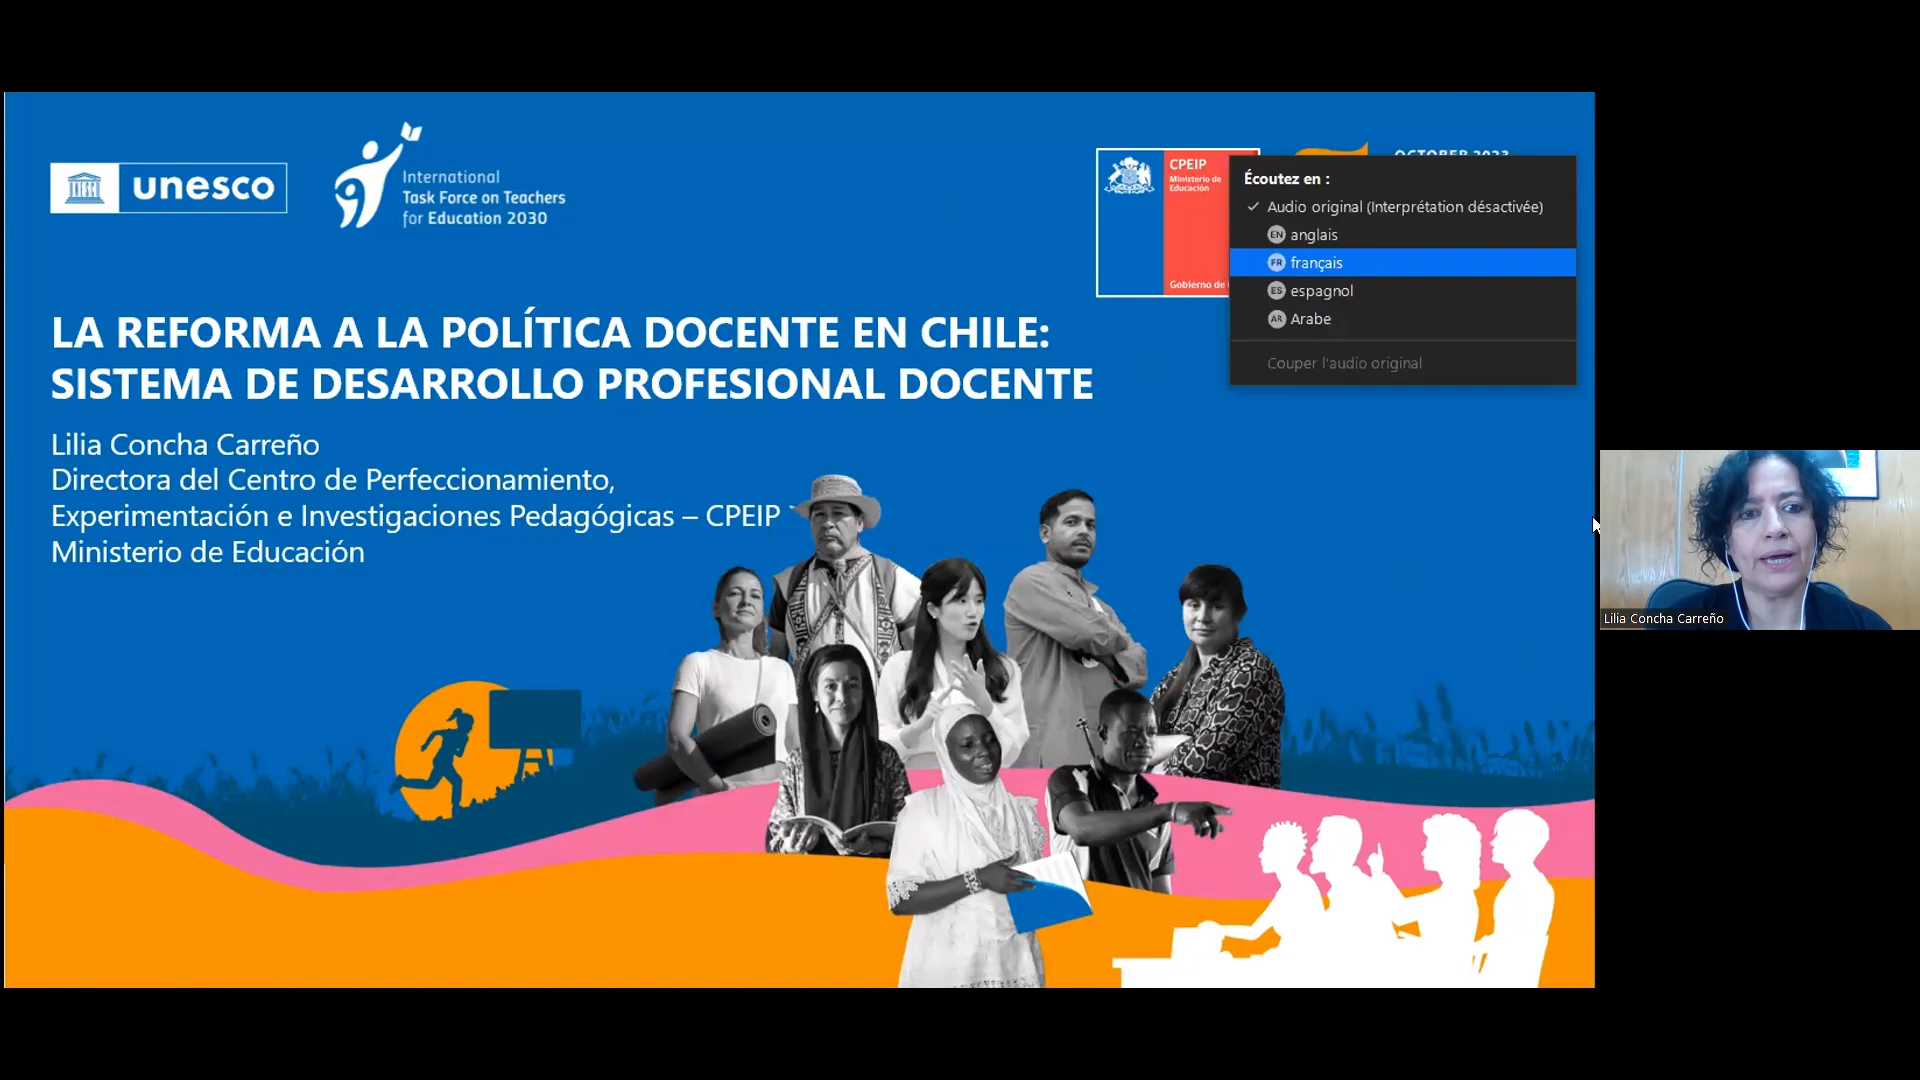 unesco
International
Task Force on Teachers
for Education 2030
CPEIP
Ministerio de
Educación
Gobierno de
OCTOBER 2023
Écoutez en :
Audio original (Interprétation désactivée)
EN anglais
FR français
ES espagnol
AR Arabe
Couper l'audio original
LA REFORMA A LA POLÍTICA DOCENTE EN CHILE:
SISTEMA DE DESARROLLO PROFESIONAL DOCENTE
Lilia Concha Carreño
Directora del Centro de Perfeccionamiento,
Experimentación e Investigaciones Pedagógicas – CPEIP
Ministerio de Educación
Lilia Concha Carreño